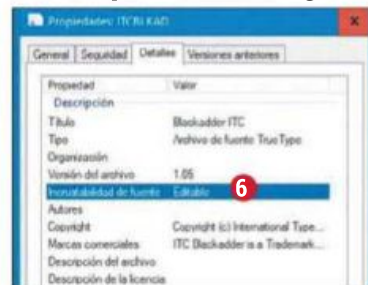 Propiedades: ITCBLKAD
General Seguridad Detalles Versiones anteriores
Propiedad Valor
Descripción
Título Blackadder ITC
Tipo Archivo de fuente TrueType
Organización
Versión del archivo 1.05
Incrustabilidad de fuente Editable 6
Autores
Copyright Copyright (c) International Type...
Marcas comerciales ITC Blackadder is a Trademark...
Descripción del archivo
Descripción de la licencia